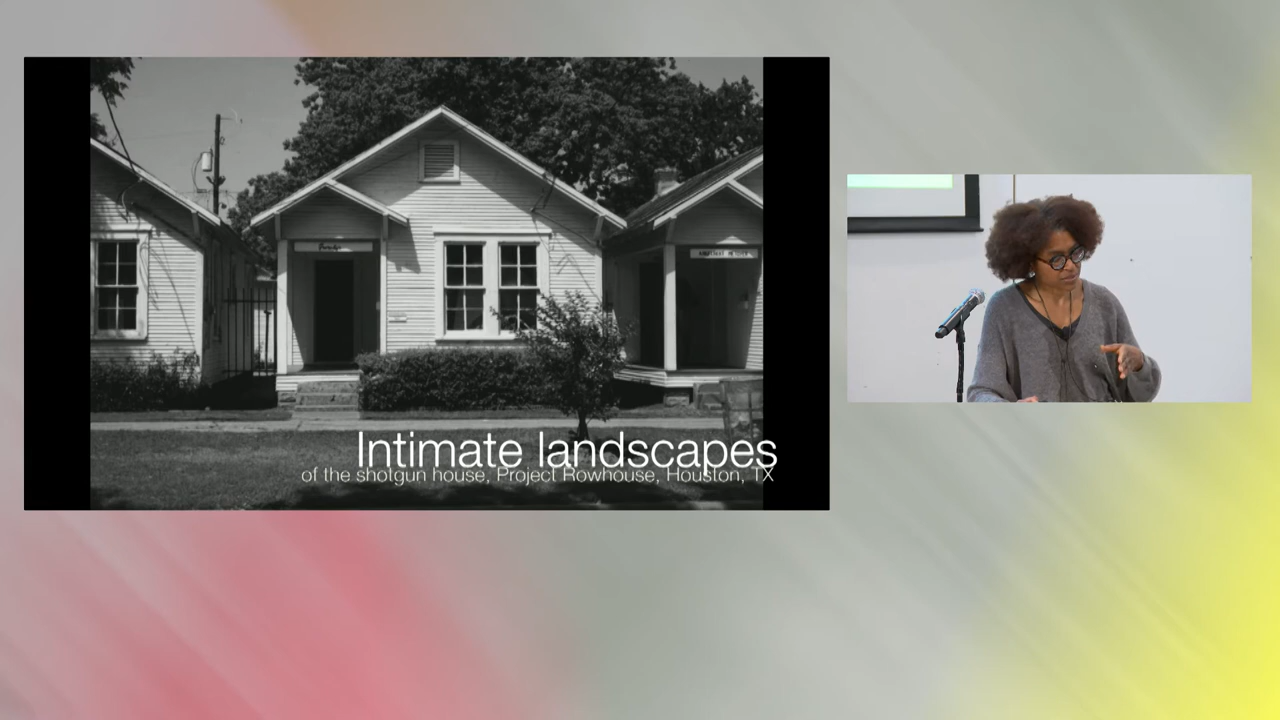 Intimate landscapes
of the shotgun house, Project Rowhouse, Houston, TX